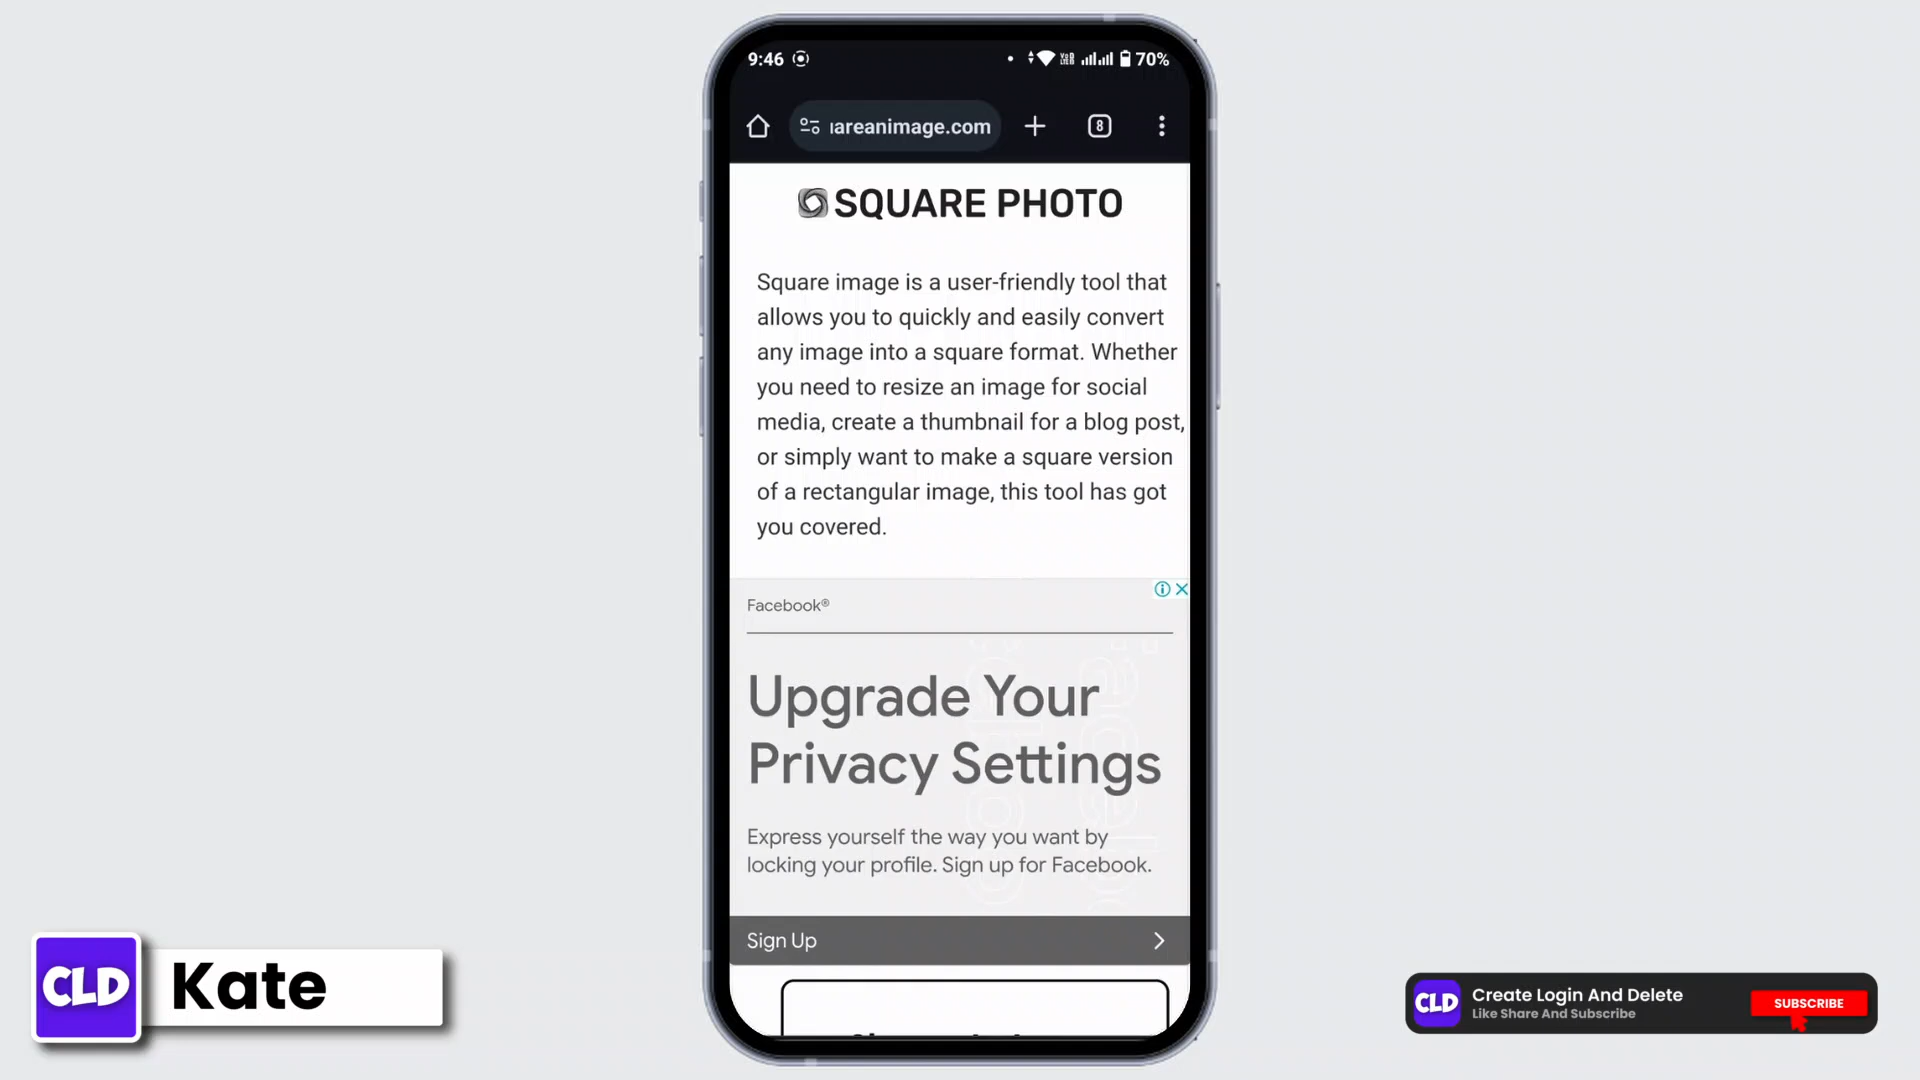 9:46
70%
uareanimage.com
8
SQUARE PHOTO
Square image is a user-friendly tool that
allows you to quickly and easily convert
any image into a square format. Whether
you need to resize an image for social
media, create a thumbnail for a blog post,
or simply want to make a square version
of a rectangular image, this tool has got
you covered.
Facebook®
Upgrade Your
Privacy Settings
Express yourself the way you want by
locking your profile. Sign up for Facebook.
Sign Up
CLD
Kate
CLD
Create Login And Delete
Like Share And Subscribe
SUBSCRIBE